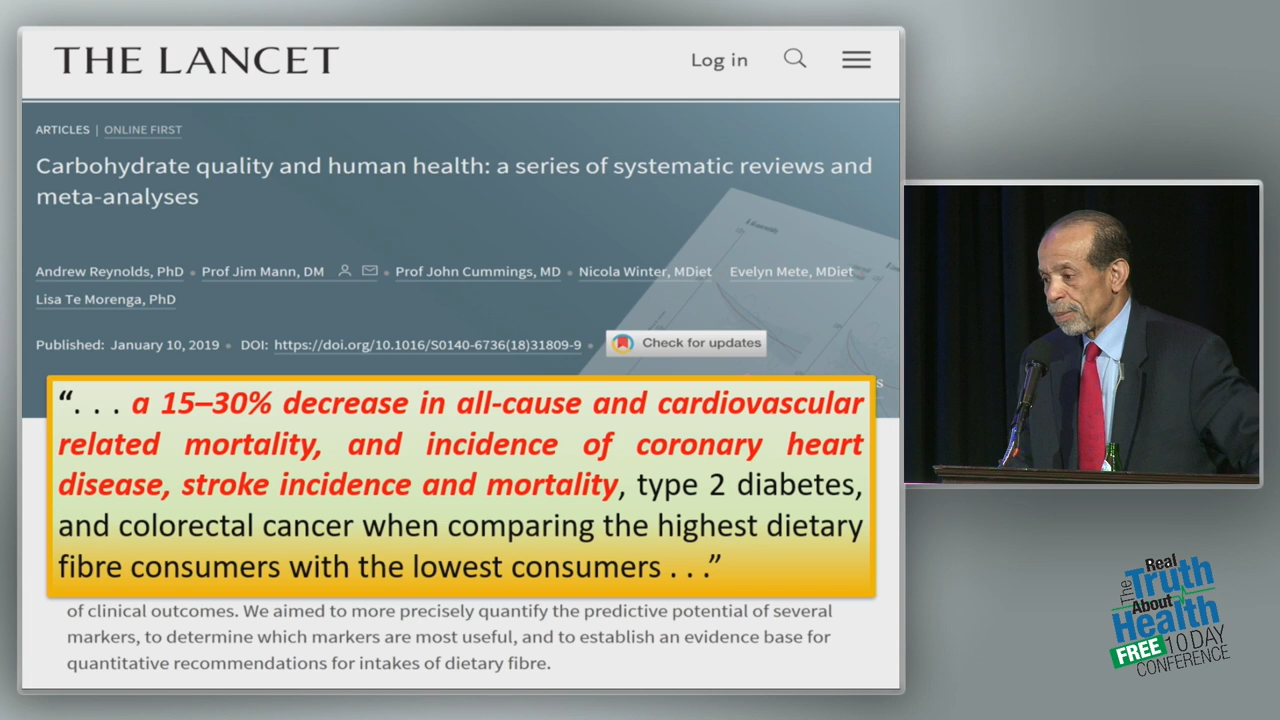 THE LANCET
Log in
ARTICLES | ONLINE FIRST
Carbohydrate quality and human health: a series of systematic reviews and
meta-analyses
Andrew Reynolds, PhD • Prof Jim Mann, DM • Prof John Cummings, MD • Nicola Winter, MDiet Evelyn Mete, MDiet
Lisa Te Morenga, PhD
Published: January 10, 2019 • DOI: https://doi.org/10.1016/S0140-6736(18)31809-9 •
Check for updates
s
“. . . a 15–30% decrease in all-cause and cardiovascular
related mortality, and incidence of coronary heart
disease, stroke incidence and mortality, type 2 diabetes,
and colorectal cancer when comparing the highest dietary
fibre consumers with the lowest consumers . . .”
of clinical outcomes. We aimed to more precisely quantify the predictive potential of several
markers, to determine which markers are most useful, and to establish an evidence base for
quantitative recommendations for intakes of dietary fibre.
The Real
Truth
About
Health
FREE 10 DAY
CONFERENCE